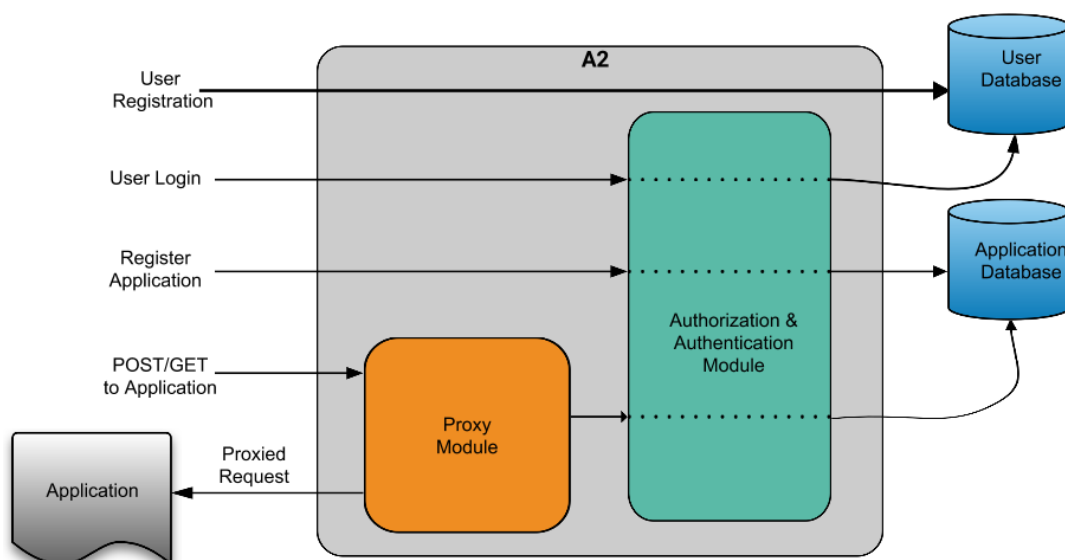 A2
User
Registration
User
Database
User Login
Register
Application
Application
Database
Authorization &
Authentication
Module
POST/GET
to Application
Proxy
Module
Proxied
Request
Application